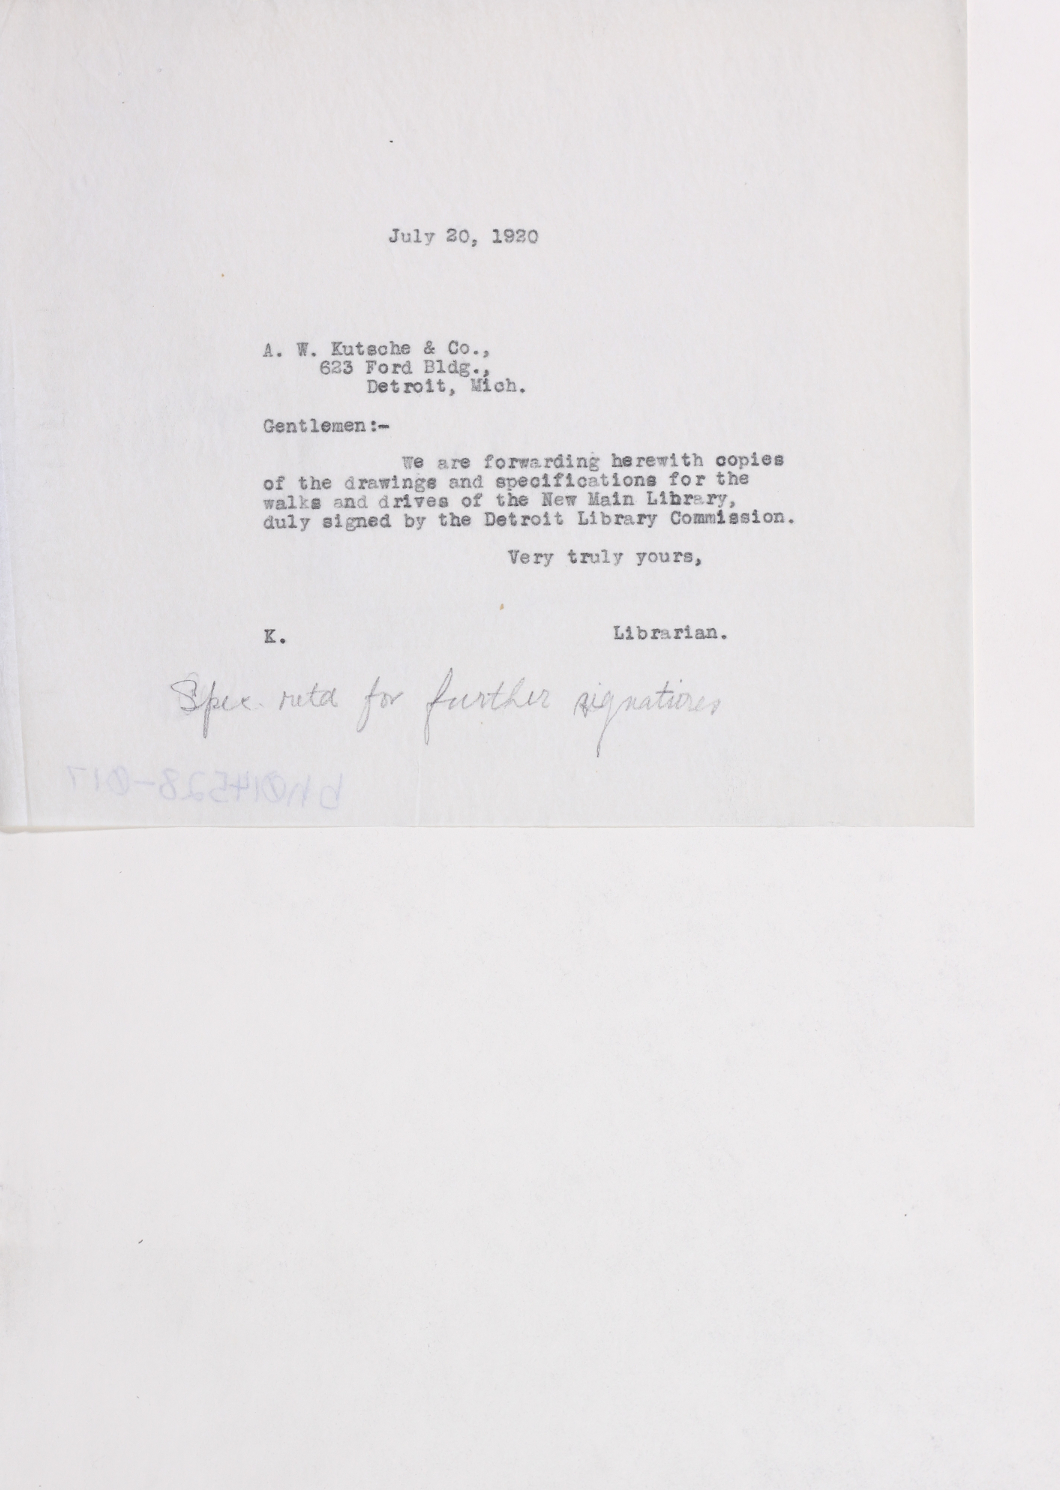 July 20, 1920
A. W. Kutsche & Co.,
623 Ford Bldg.,
Detroit, Mich.
Gentlemen:-
We are forwarding herewith copies
of the drawings and specifications for the
walks and drives of the New Main Library,
duly signed by the Detroit Library Commission.
Very truly yours,
K. Librarian.
Spec. retd for further signatures
bh014528-017